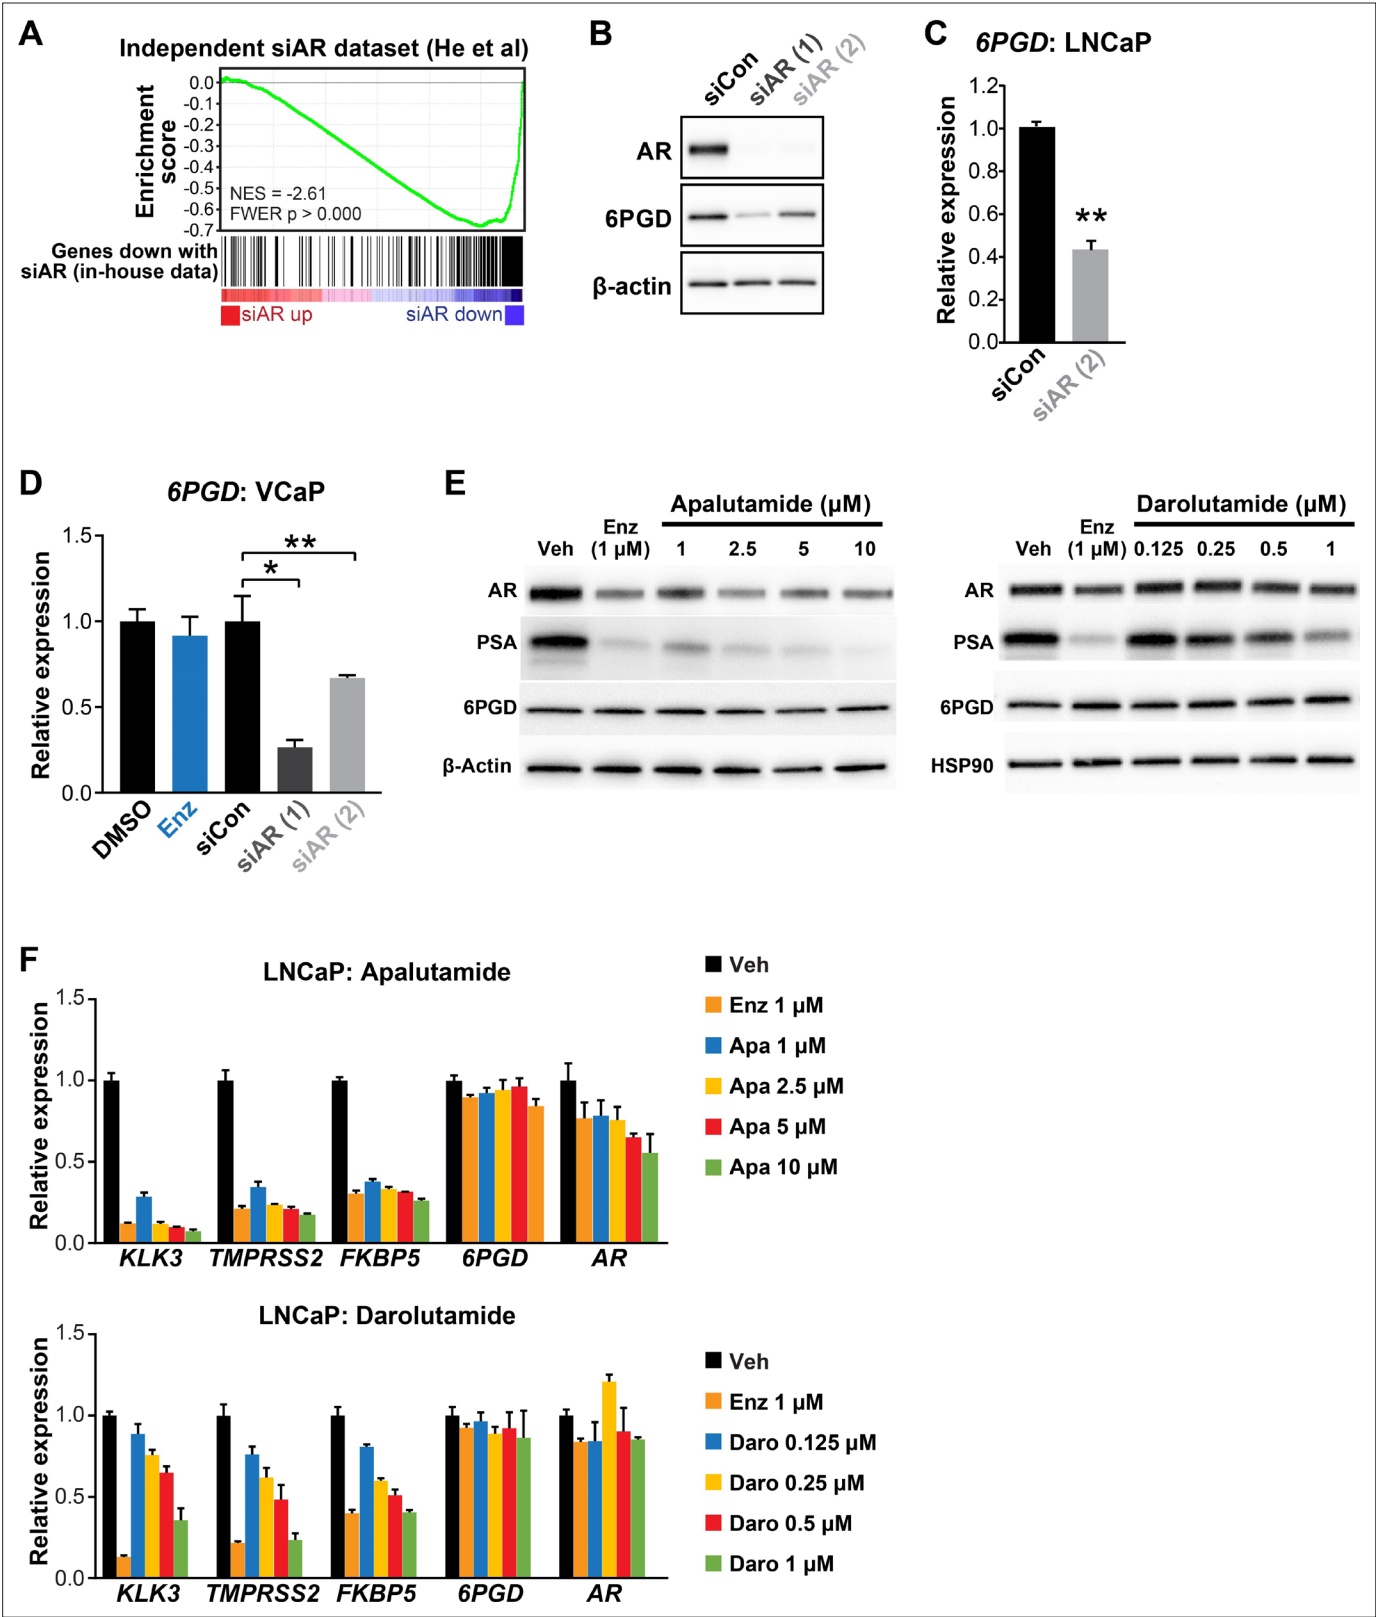 A
Independent siAR dataset (He et al)
Enrichment
score
0.0
-0.1
-0.2
-0.3
-0.4
-0.5
-0.6
-0.7
NES = -2.61
FWER p > 0.000
Genes down with
siAR (in-house data)
siAR up
siAR down
B
siCon
siAR (1)
siAR (2)
AR
6PGD
β-actin
C
6PGD: LNCaP
Relative expression
1.2
1.0
0.8
0.6
0.4
0.2
0.0
**
siCon
siAR (2)
D
6PGD: VCaP
Relative expression
1.5
1.0
0.5
0.0
**
*
DMSO
Enz
siCon
siAR (1)
siAR (2)
E
Apalutamide (µM)
Veh
Enz
(1 µM)
1 2.5 5 10
AR
PSA
6PGD
β-Actin
Darolutamide (µM)
Veh
Enz
(1 µM)
0.125 0.25 0.5 1
AR
PSA
6PGD
HSP90
F
LNCaP: Apalutamide
Relative expression
1.5
1.0
0.5
0.0
KLK3 TMPRSS2 FKBP5 6PGD AR
Veh
Enz 1 µM
Apa 1 µM
Apa 2.5 µM
Apa 5 µM
Apa 10 µM
LNCaP: Darolutamide
Relative expression
1.5
1.0
0.5
0.0
KLK3 TMPRSS2 FKBP5 6PGD AR
Veh
Enz 1 µM
Daro 0.125 µM
Daro 0.25 µM
Daro 0.5 µM
Daro 1 µM